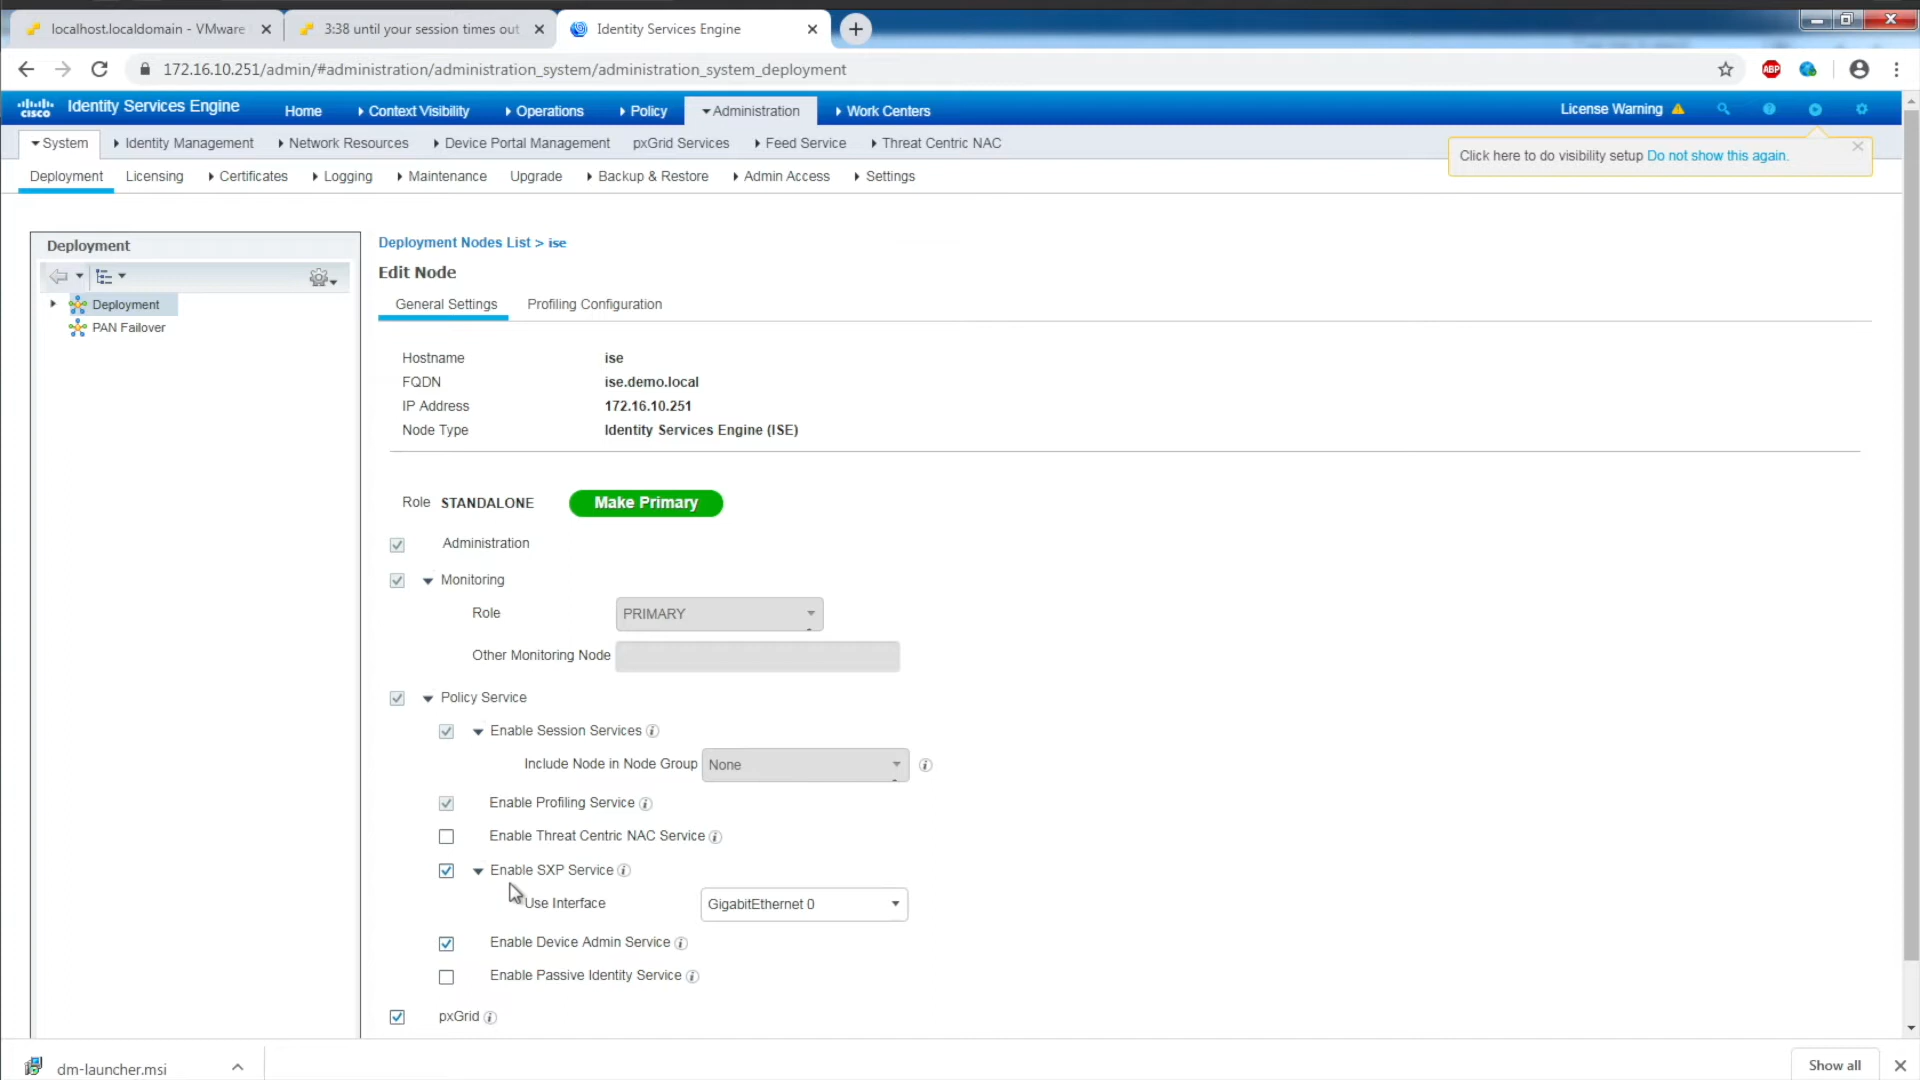 localhost.localdomain - VMware
3:38 until your session times out
Identity Services Engine
172.16.10.251/admin/#administration/administration_system/administration_system_deployment
ABP
cisco
Identity Services Engine
Home
Context Visibility
Operations
Policy
Administration
Work Centers
License Warning
System
Identity Management
Network Resources
Device Portal Management
pxGrid Services
Feed Service
Threat Centric NAC
Click here to do visibility setup Do not show this again.
Deployment
Licensing
Certificates
Logging
Maintenance
Upgrade
Backup & Restore
Admin Access
Settings
Deployment
Deployment
PAN Failover
Deployment Nodes List > ise
Edit Node
General Settings
Profiling Configuration
Hostname ise
FQDN ise.demo.local
IP Address 172.16.10.251
Node Type Identity Services Engine (ISE)
Role STANDALONE Make Primary
Administration
Monitoring
Role PRIMARY
Other Monitoring Node
Policy Service
Enable Session Services
Include Node in Node Group None
Enable Profiling Service
Enable Threat Centric NAC Service
Enable SXP Service
Use Interface GigabitEthernet 0
Enable Device Admin Service
Enable Passive Identity Service
pxGrid
dm-launcher.msi
Show all